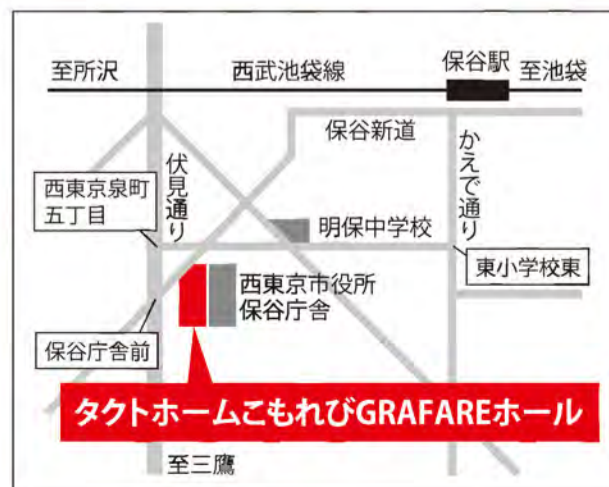 至所沢
西武池袋線
保谷駅
至池袋
保谷新道
伏見通り
かえで通り
西東京泉町
五丁目
明保中学校
東小学校東
西東京市役所
保谷庁舎
保谷庁舎前
タクトホームこもれびGRAFAREホール
至三鷹